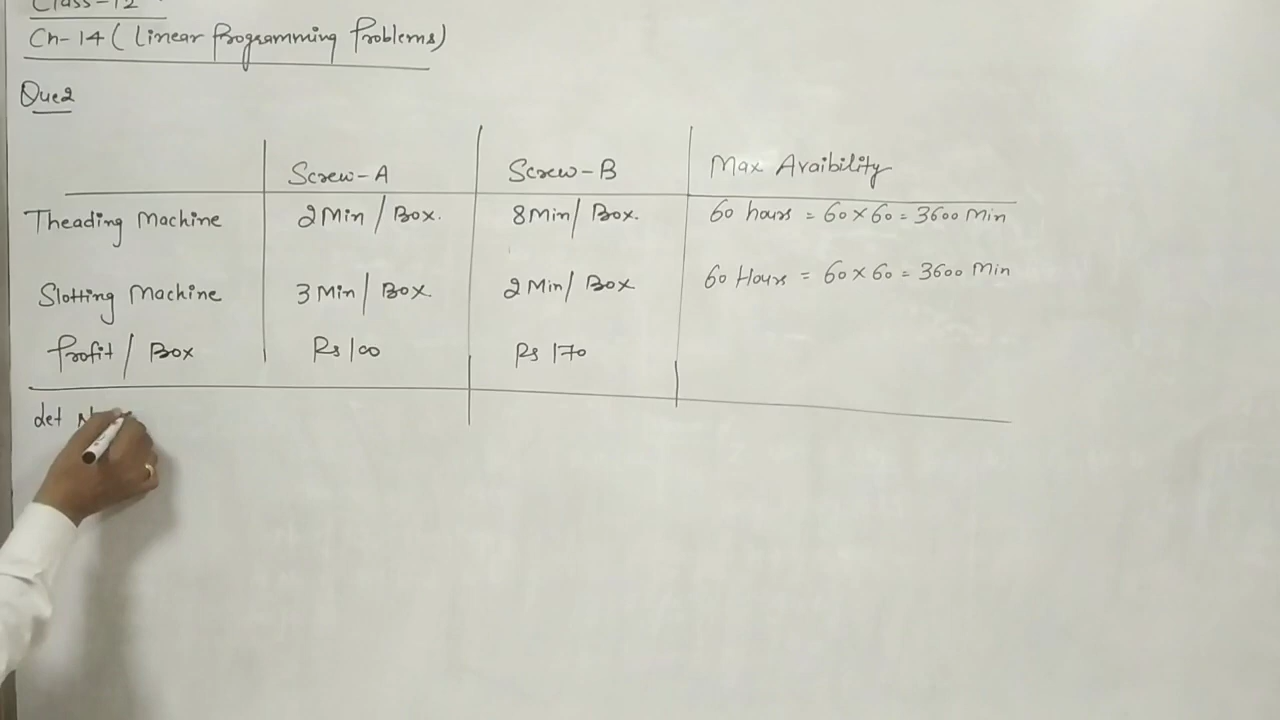 Class-12
Ch-14 ( Linear Programming Problems)
Que2
Screw-A Screw-B Max Avaibility
Theading Machine 2 Min / Box. 8 Min / Box. 60 hours = 60 × 60 = 3600 Min
Slotting Machine 3 Min / Box. 2 Min / Box 60 Hours = 60 × 60 = 3600 Min
Profit / Box Rs 100 Rs 170
Let